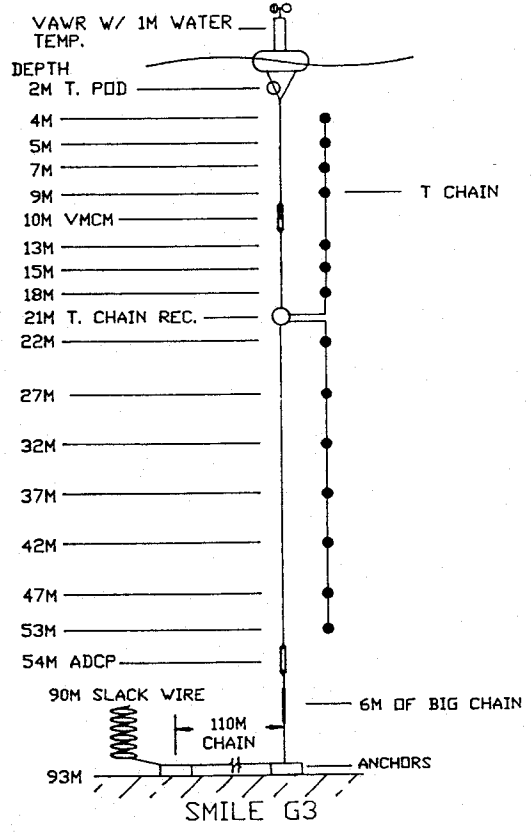 VAWR W/ 1M WATER
TEMP.
DEPTH
2M T. POD
4M
5M
7M
9M
T CHAIN
10M VMCM
13M
15M
18M
21M T. CHAIN REC.
22M
27M
32M
37M
42M
47M
53M
54M ADCP
90M SLACK WIRE
6M OF BIG CHAIN
110M
CHAIN
ANCHORS
93M
SMILE G3